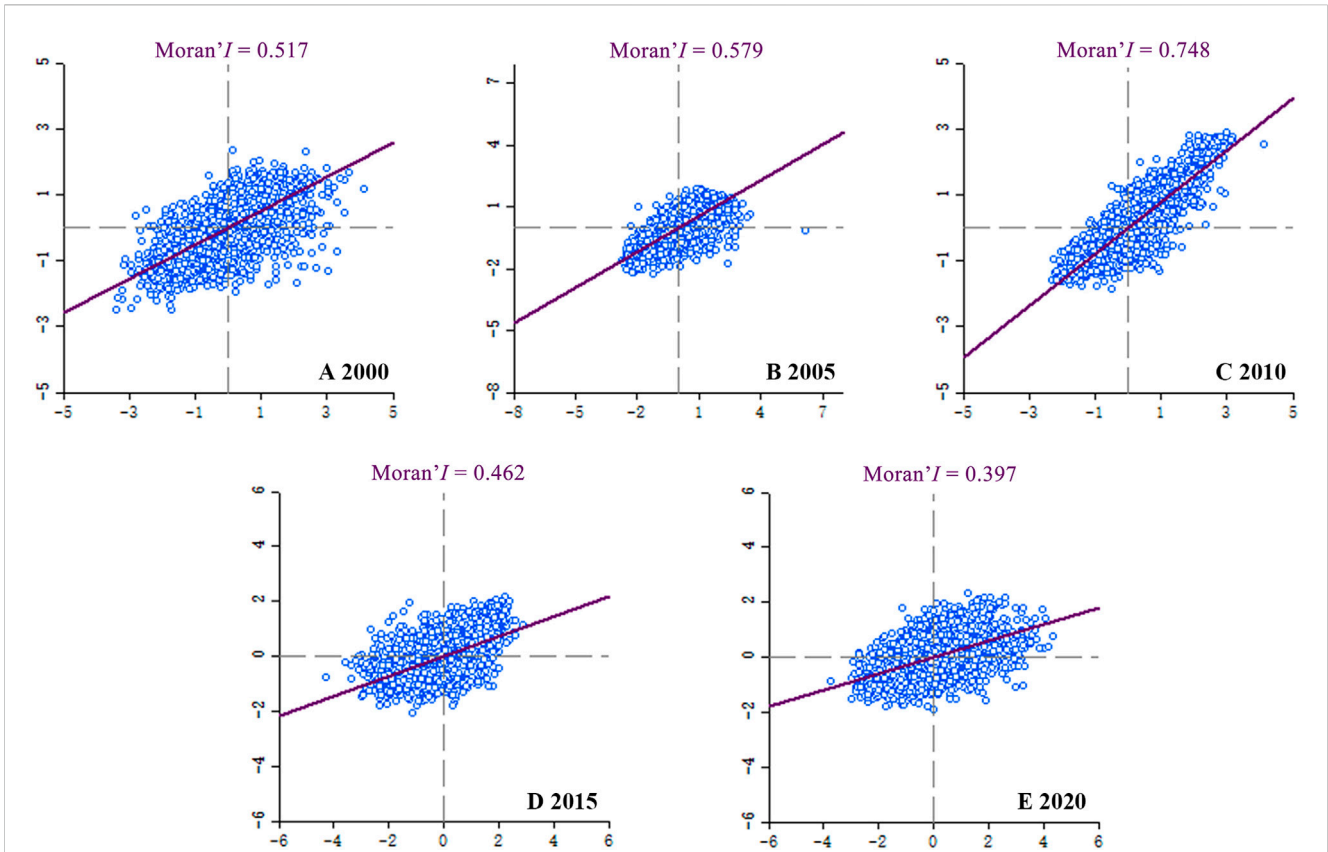 Moran’I = 0.517
Moran’I = 0.579
Moran’I = 0.748
5
3
1
-1
-3
-5
-5 -3 -1 1 3 5
A 2000
7
4
1
-2
-5
-8
-8 -5 -2 1 4 7
B 2005
5
3
1
-1
-3
-5
-5 -3 -1 1 3 5
C 2010
Moran’I = 0.462
Moran’I = 0.397
6
4
2
0
-2
-4
-6
-6 -4 -2 0 2 4 6
D 2015
6
4
2
0
-2
-4
-6
-6 -4 -2 0 2 4 6
E 2020